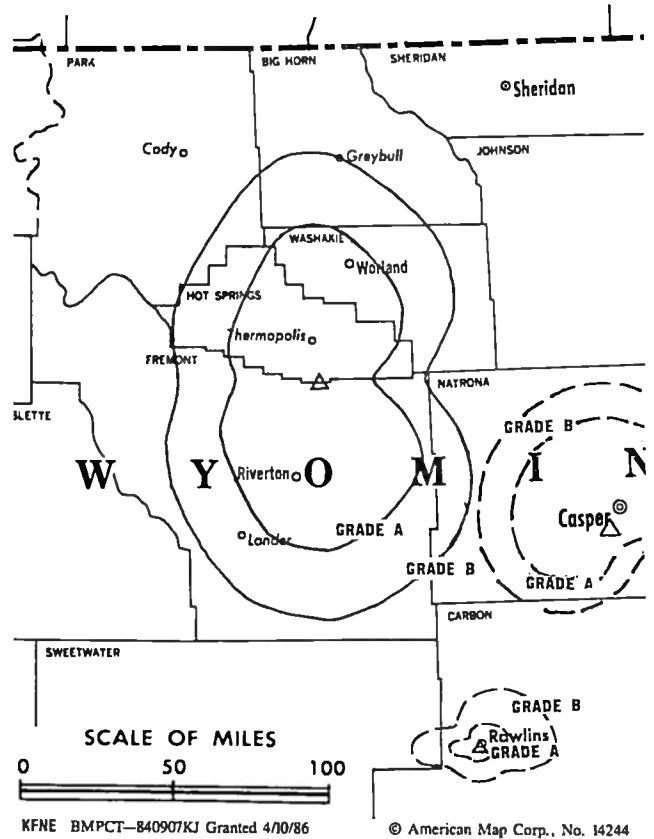 PARK
BIG HORN
SHERIDAN
Sheridan
Cody
Greybull
JOHNSON
WASHAKIE
Worland
HOT SPRINGS
Thermopolis
FREMONT
NATRONA
BLETTE
GRADE B
W Y O M I N
Riverton
Casper
GRADE A
Lander
GRADE B
GRADE A
CARBON
SWEETWATER
GRADE B
Rawlins
GRADE A
SCALE OF MILES
0 50 100
KFNE BMPCT—840907KJ Granted 4/10/86
© American Map Corp., No. 14244